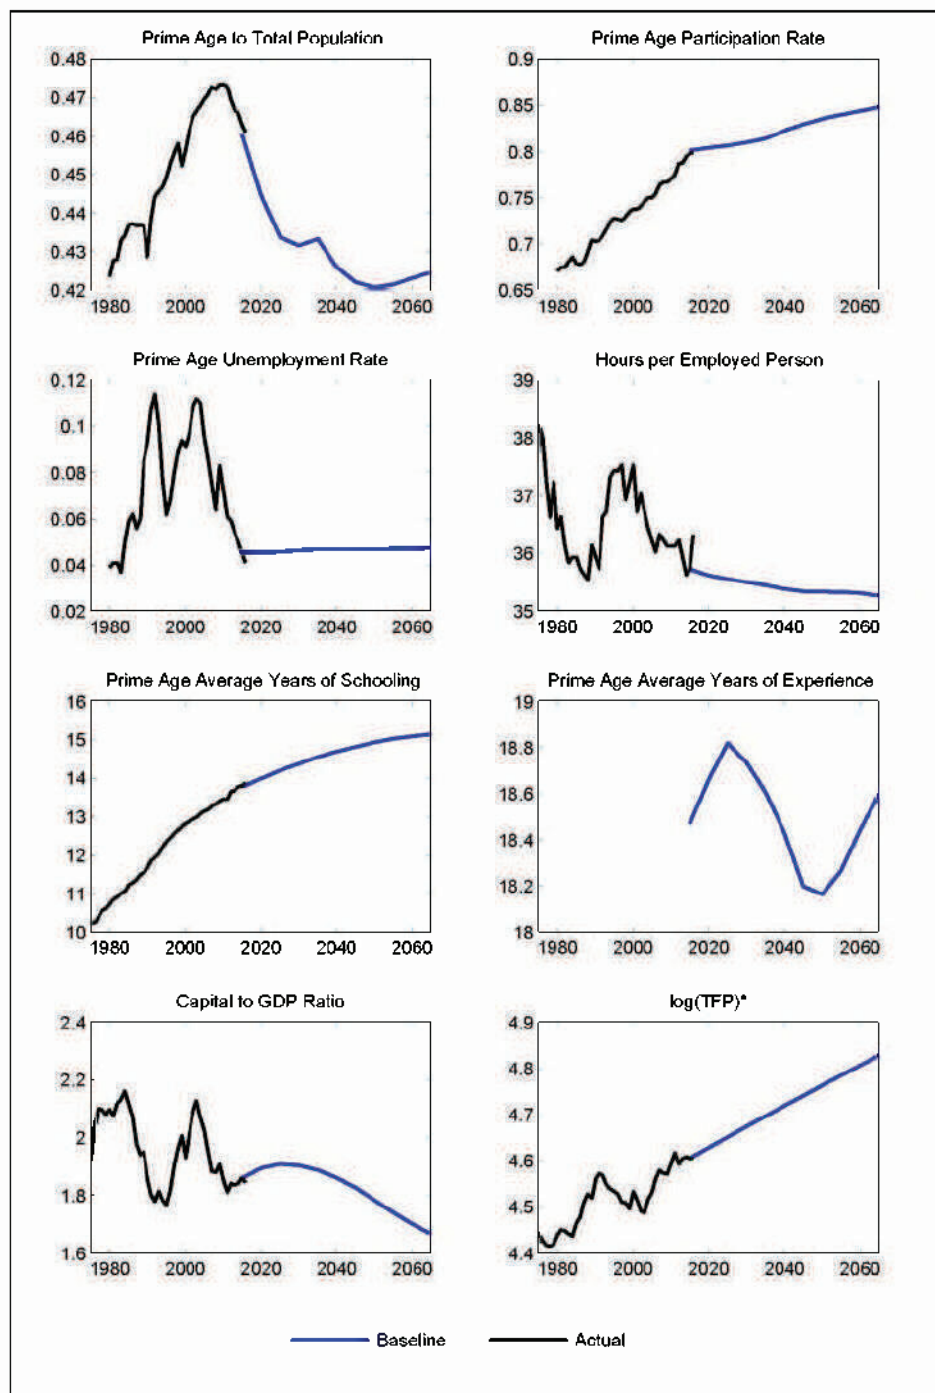 Prime Age to Total Population
0.48
0.47
0.46
0.45
0.44
0.43
0.42
1980 2000 2020 2040 2060
Prime Age Participation Rate
0.9
0.85
0.8
0.75
0.7
0.65
1980 2000 2020 2040 2060
Prime Age Unemployment Rate
0.12
0.1
0.08
0.06
0.04
0.02
1980 2000 2020 2040 2060
Hours per Employed Person
39
38
37
36
35
1980 2000 2020 2040 2060
Prime Age Average Years of Schooling
16
15
14
13
12
11
10
1980 2000 2020 2040 2060
Prime Age Average Years of Experience
19
18.8
18.6
18.4
18.2
18
1980 2000 2020 2040 2060
Capital to GDP Ratio
2.4
2.2
2
1.8
1.6
1980 2000 2020 2040 2060
log(TFP)*
4.9
4.8
4.7
4.6
4.5
4.4
1980 2000 2020 2040 2060
Baseline Actual